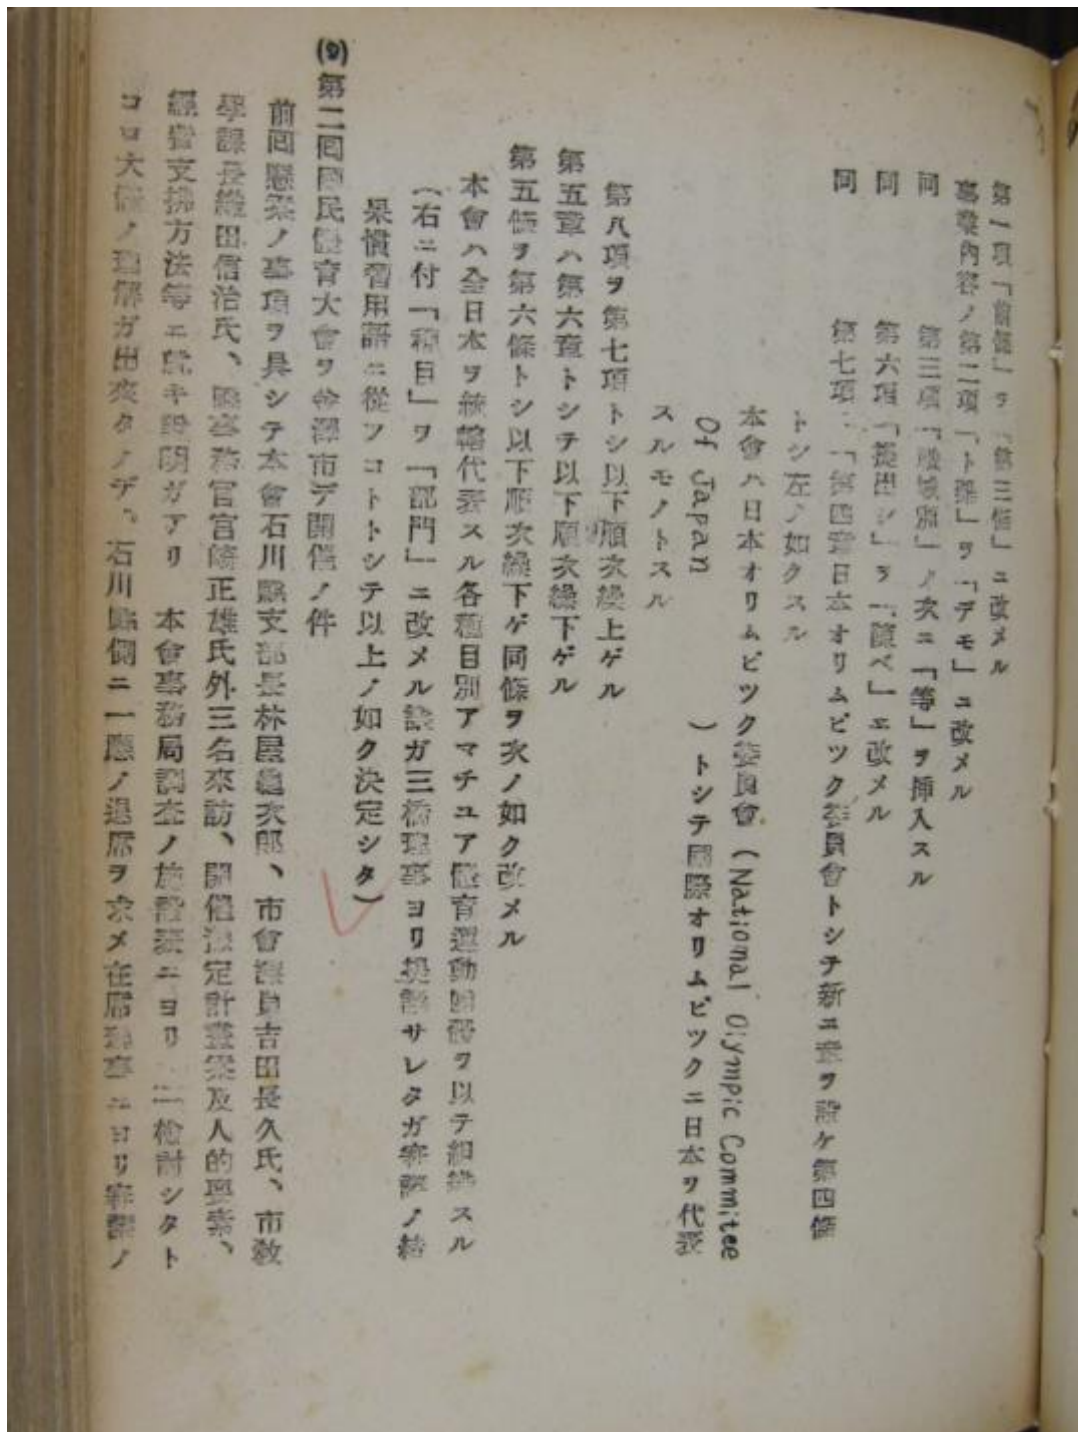 第一項「前條」ヲ「第三條」ニ改メル
事業内容ノ第二項「ト雖」ヲ「デモ」ニ改メル
同 第三項「職域別」ノ次ニ「等」ヲ挿入スル
同 第六項「提出シ」ヲ「陳ベ」ニ改メル
同 第七項、「第四章日本オリムピツク委員會トシテ新ニ章ヲ設ケ第四條
トシ左ノ如クスル
本會ハ日本オリムピツク委員會(National Olympic Commitee
Of Japan )トシテ國際オリムピツクニ日本ヲ代表
スルモノトスル
第八項ヲ第七項トシ以下順次繰上ゲル
第五章ハ第六章トシテ以下順次繰下ゲル
第五條ヲ第六條トシ以下順次繰下ゲ同條ヲ次ノ如ク改メル
本會ハ全日本ヲ統轄代表スル各種目別アマチユア體育運動團體ヲ以テ組織スル
(右ニ付「種目」ヲ「部門」ニ改メル議ガ三橋理事ヨリ提議サレタガ審議ノ結
果慣習用語ニ從フコトトシテ以上ノ如ク決定シタ)
(9)第二回國民體育大會ヲ金澤市デ開催ノ件
前回懸案ノ事項ヲ具シテ本會石川縣支部長林屋龜次郎、市會議員吉田長久氏、市敎
學課長織田信治氏、縣事務官宮崎正雄氏外三名來訪、開催豫定計畫案及人的要素、
經費支拂方法等ニ就キ說明ガアリ 本會事務局調査ノ施設表ニヨリ 檢討シタト
コロ大體ノ理解ガ出來タノデ、石川縣側ニ一應ノ退席ヲ求メ在席理事ニヨリ審議ノ